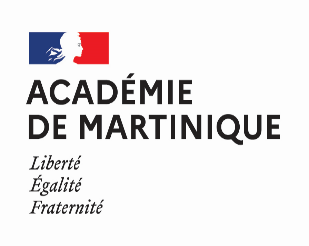 ACADÉMIE
DE MARTINIQUE
Liberté
Égalité
Fraternité